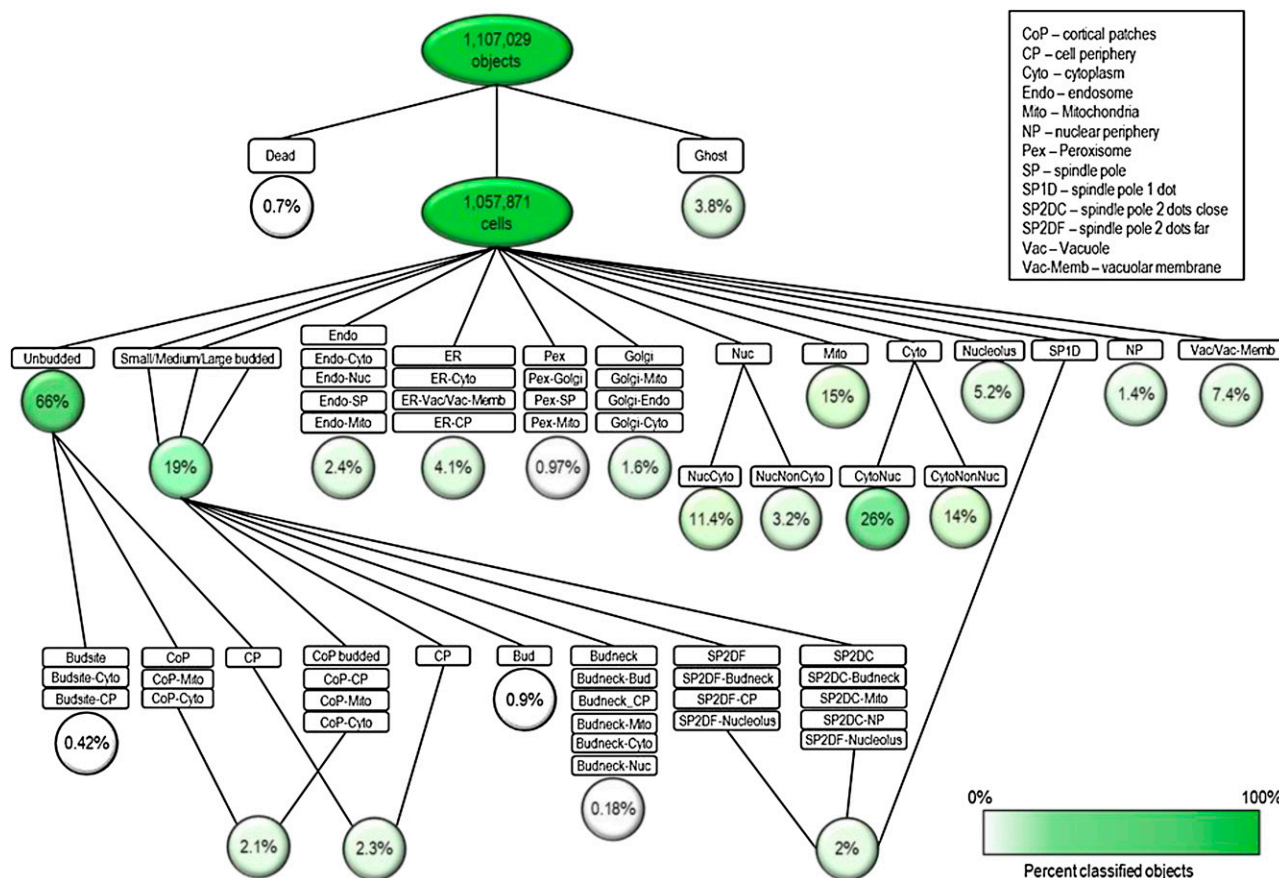 1,107,029
objects
CoP – cortical patches
CP – cell periphery
Cyto – cytoplasm
Endo – endosome
Mito – Mitochondria
NP – nuclear periphery
Pex – Peroxisome
SP – spindle pole
SP1D – spindle pole 1 dot
SP2DC – spindle pole 2 dots close
SP2DF – spindle pole 2 dots far
Vac – Vacuole
Vac-Memb – vacuolar membrane
Dead
Ghost
0.7%
3.8%
1,057,871
cells
Unbudded
66%
Small/Medium/Large budded
19%
Endo
Endo-Cyto
Endo-Nuc
Endo-SP
Endo-Mito
2.4%
ER
ER-Cyto
ER-Vac/Vac-Memb
ER-CP
4.1%
Pex
Pex-Golgi
Pex-SP
Pex-Mito
0.97%
Golgi
Golgi-Mito
Golgi-Endo
Golgi-Cyto
1.6%
Nuc
NucCyto
11.4%
NucNonCyto
3.2%
Mito
15%
Cyto
CytoNuc
26%
CytoNonNuc
14%
Nucleolus
5.2%
SP1D
NP
1.4%
Vac/Vac-Memb
7.4%
Budsite
Budsite-Cyto
Budsite-CP
0.42%
CoP
CoP-Mito
CoP-Cyto
CP
CoP budded
CoP-CP
CoP-Mito
CoP-Cyto
CP
2.1%
2.3%
Bud
0.9%
Budneck
Budneck-Bud
Budneck_CP
Budneck-Mito
Budneck-Cyto
Budneck-Nuc
0.18%
SP2DF
SP2DF-Budneck
SP2DF-CP
SP2DF-Nucleolus
SP2DC
SP2DC-Budneck
SP2DC-Mito
SP2DC-NP
SP2DF-Nucleolus
2%
0%
100%
Percent classified objects